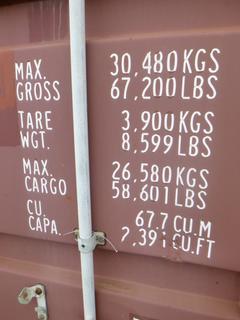 MAX. 30,480 KGS
GROSS 67,200 LBS
TARE 3,900 KGS
WGT. 8,599 LBS
MAX. 26,580 KGS
CARGO 58,601 LBS
CU. 67.7 CU.M
CAPA. 2,391 CU.FT